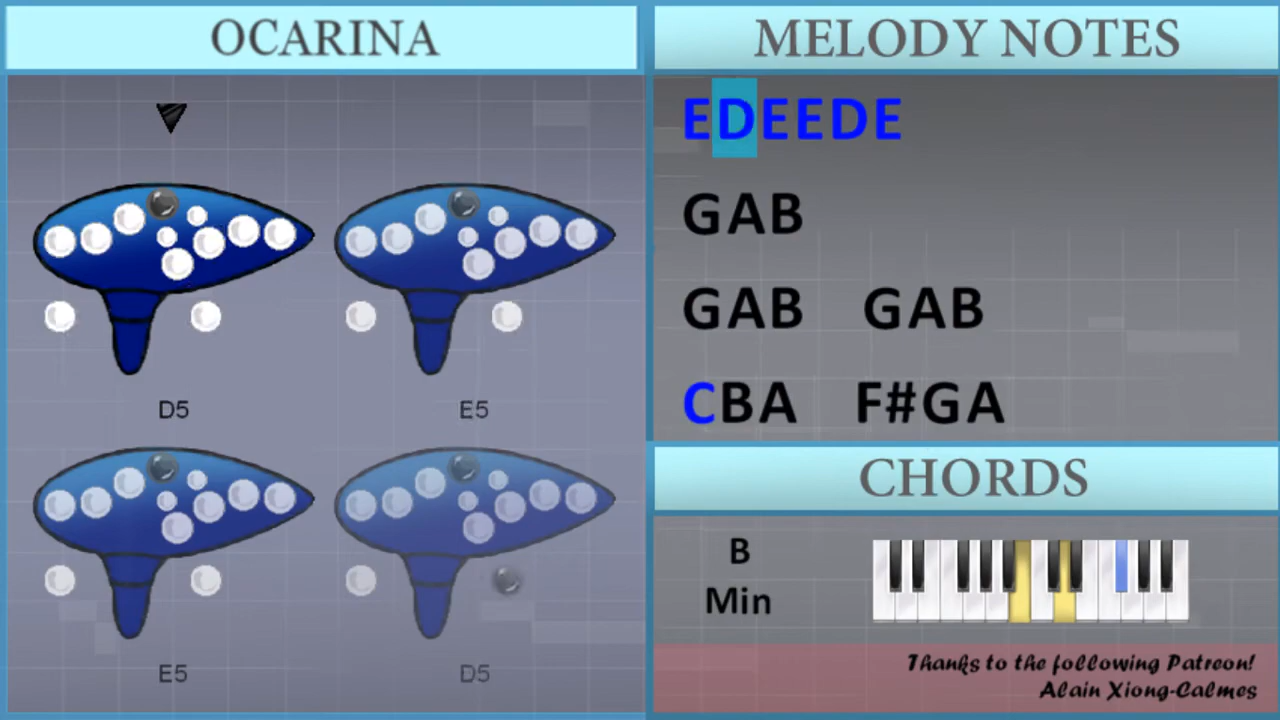 OCARINA
D5
E5
E5
D5
MELODY NOTES
EDEEDE
GAB
GAB GAB
CBA F#GA
CHORDS
B
Min
Thanks to the following Patreon!
Alain Xiong-Calmes